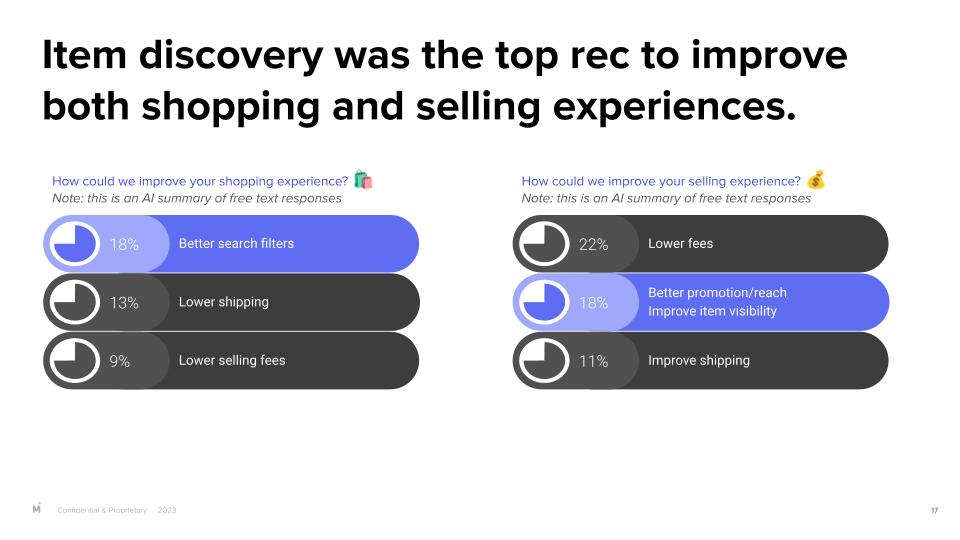 Item discovery was the top rec to improve
both shopping and selling experiences.
How could we improve your shopping experience? 🛍️
Note: this is an AI summary of free text responses
18% Better search filters
13% Lower shipping
9% Lower selling fees
How could we improve your selling experience? 💰
Note: this is an AI summary of free text responses
22% Lower fees
18% Better promotion/reach
Improve item visibility
11% Improve shipping
M Confidential & Proprietary 2023
17